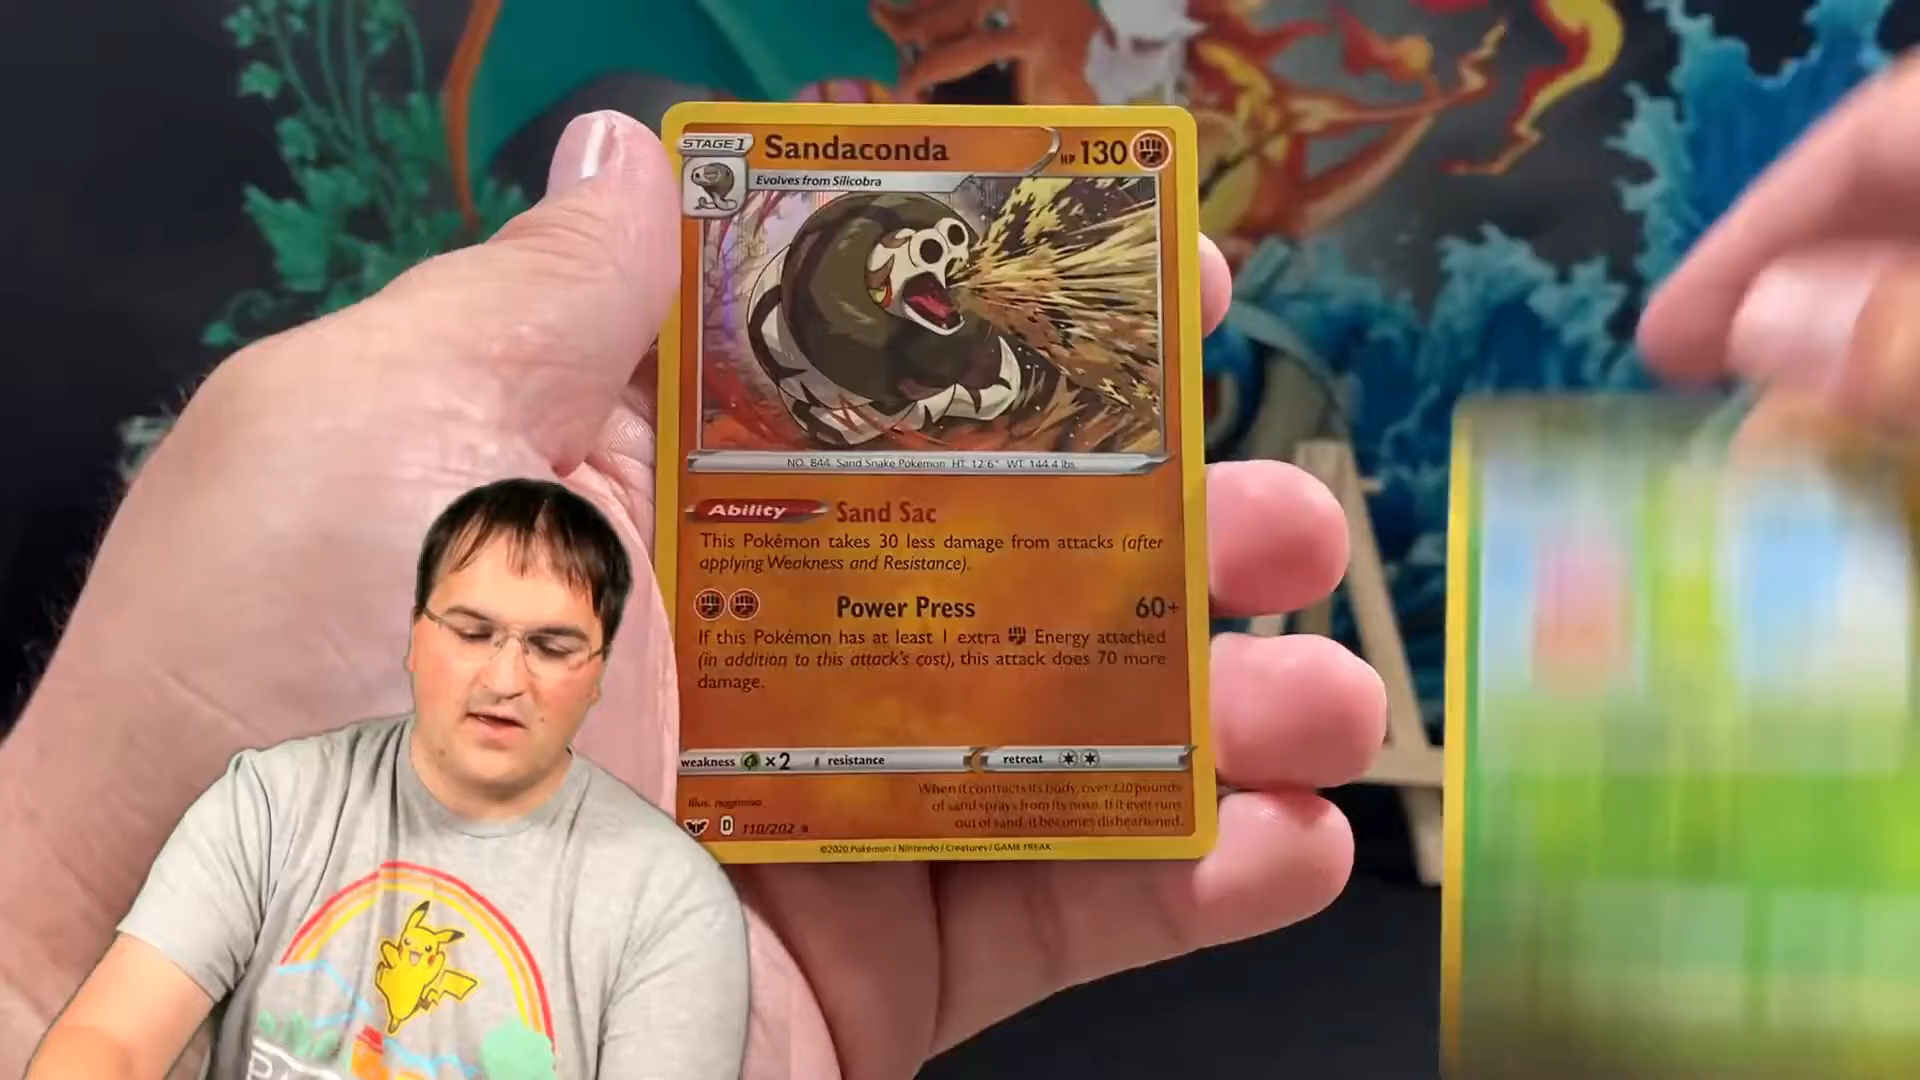 STAGE 1
Sandaconda
HP 130
Evolves from Silicobra
NO. 844 Sand Snake Pokémon HT. 12'6" WT. 144.4 lbs.
Ability Sand Sac
This Pokémon takes 30 less damage from attacks (after
applying Weakness and Resistance).
Power Press 60+
If this Pokémon has at least 1 extra Energy attached
(in addition to this attack's cost), this attack does 70 more
damage.
weakness ×2 resistance retreat
When it contracts its body, over 220 pounds
of sand sprays from its nose. If it ever runs
out of sand, it becomes disheartened.
Illus. nagimiso
D 110/202
©2020 Pokémon / Nintendo / Creatures / GAME FREAK